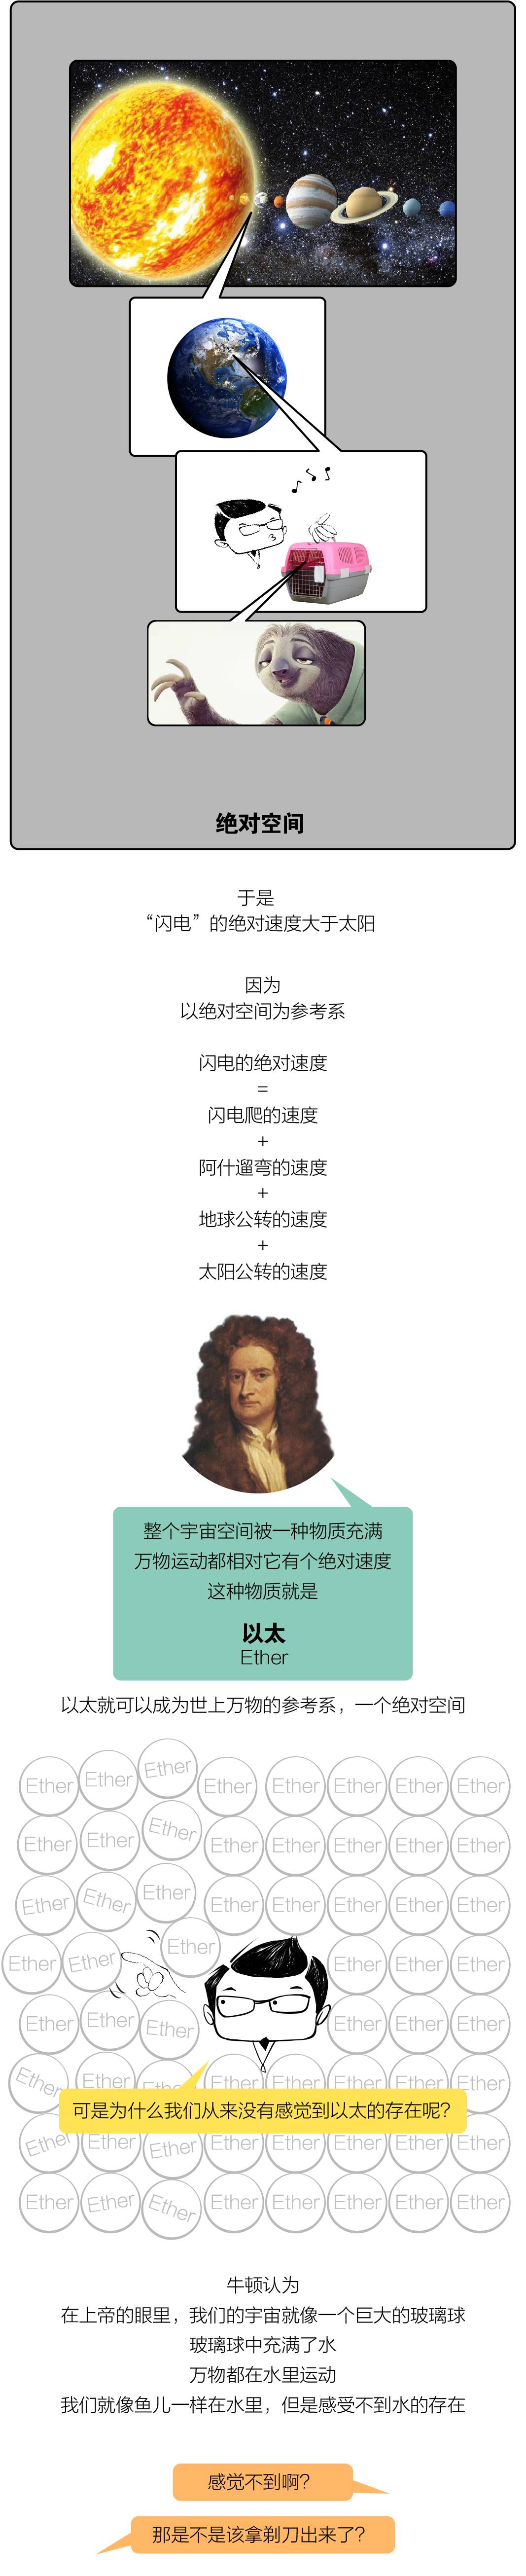 绝对空间
于是
“闪电”的绝对速度大于太阳
因为
以绝对空间为参考系
闪电的绝对速度
=
闪电爬的速度
+
阿什遛弯的速度
+
地球公转的速度
+
太阳公转的速度
整个宇宙空间被一种物质充满
万物运动都相对它有个绝对速度
这种物质就是
以太
Ether
以太就可以成为世上万物的参考系，一个绝对空间
Ether Ether Ether Ether Ether Ether Ether Ether
Ether Ether Ether Ether Ether Ether Ether Ether
Ether Ether Ether Ether Ether Ether Ether Ether
Ether Ether Ether Ether Ether Ether
Ether Ether Ether Ether Ether Ether
Ether Ether Ether Ether Ether Ether Ether
可是为什么我们从来没有感觉到以太的存在呢？
Ether Ether Ether Ether Ether Ether Ether Ether
Ether Ether Ether Ether Ether Ether Ether Ether
牛顿认为
在上帝的眼里，我们的宇宙就像一个巨大的玻璃球
玻璃球中充满了水
万物都在水里运动
我们就像鱼儿一样在水里，但是感受不到水的存在
感觉不到啊？
那是不是该拿剃刀出来了？